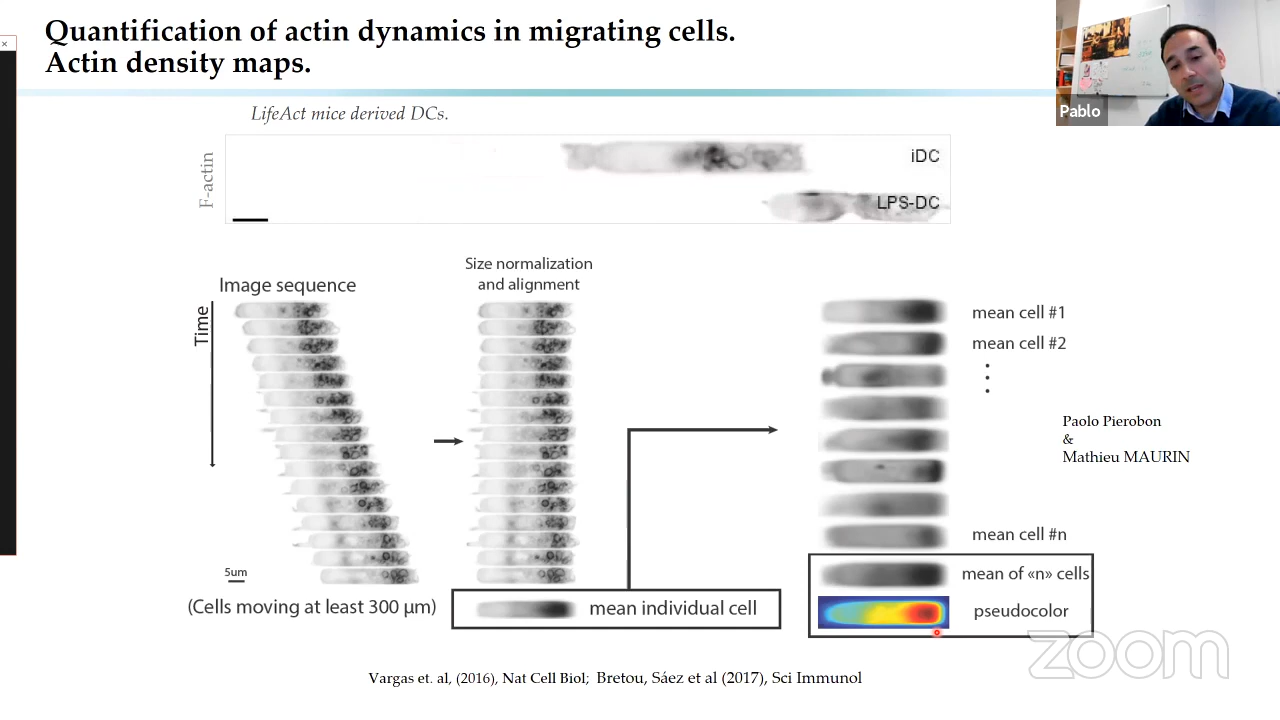 Quantification of actin dynamics in migrating cells.
Actin density maps.
Pablo
LifeAct mice derived DCs.
F-actin
iDC
LPS-DC
Image sequence
Size normalization
and alignment
Time
mean cell #1
mean cell #2
Paolo Pierobon
&
Mathieu MAURIN
mean cell #n
5um
mean of «n» cells
(Cells moving at least 300 µm)
mean individual cell
pseudocolor
zoom
Vargas et. al, (2016), Nat Cell Biol; Bretou, Sáez et al (2017), Sci Immunol